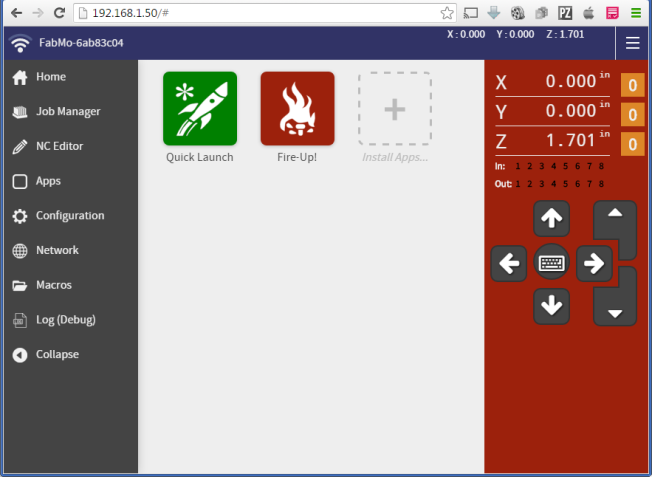 192.168.1.50/#
PZ
FabMo-6ab83c04
X : 0.000 Y : 0.000 Z : 1.701
Home
Job Manager
NC Editor
Apps
Configuration
Network
Macros
Log (Debug)
Collapse
Quick Launch
Fire-Up!
Install Apps...
X 0.000 in 0
Y 0.000 in 0
Z 1.701 in 0
In: 1 2 3 4 5 6 7 8
Out: 1 2 3 4 5 6 7 8